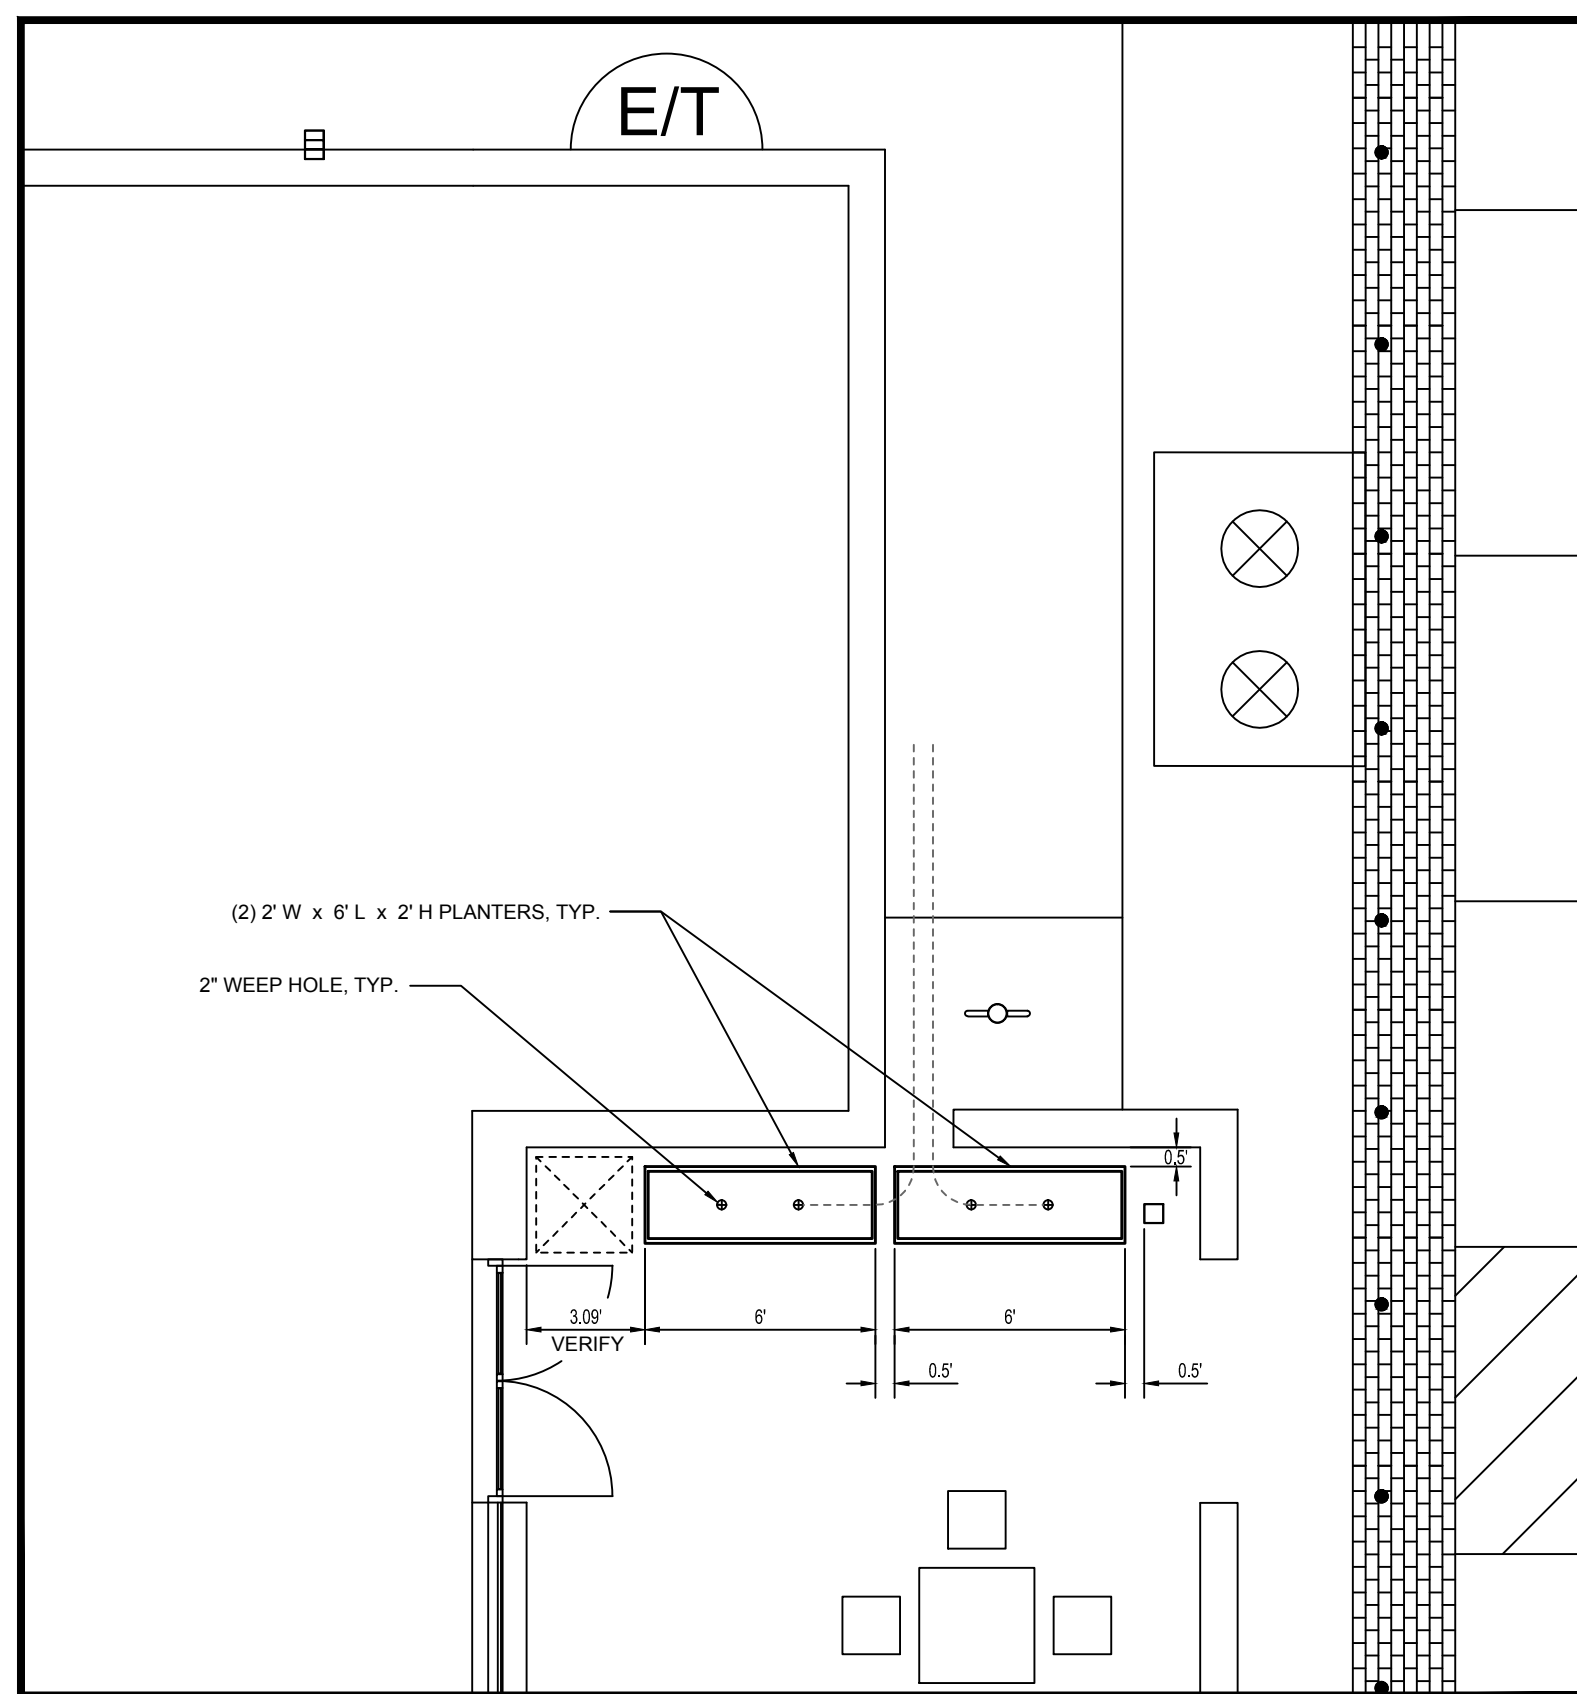 E/T
(2) 2' W x 6' L x 2' H PLANTERS, TYP.
2" WEEP HOLE, TYP.
0.5'
3.09'
VERIFY
6'
6'
0.5'
0.5'